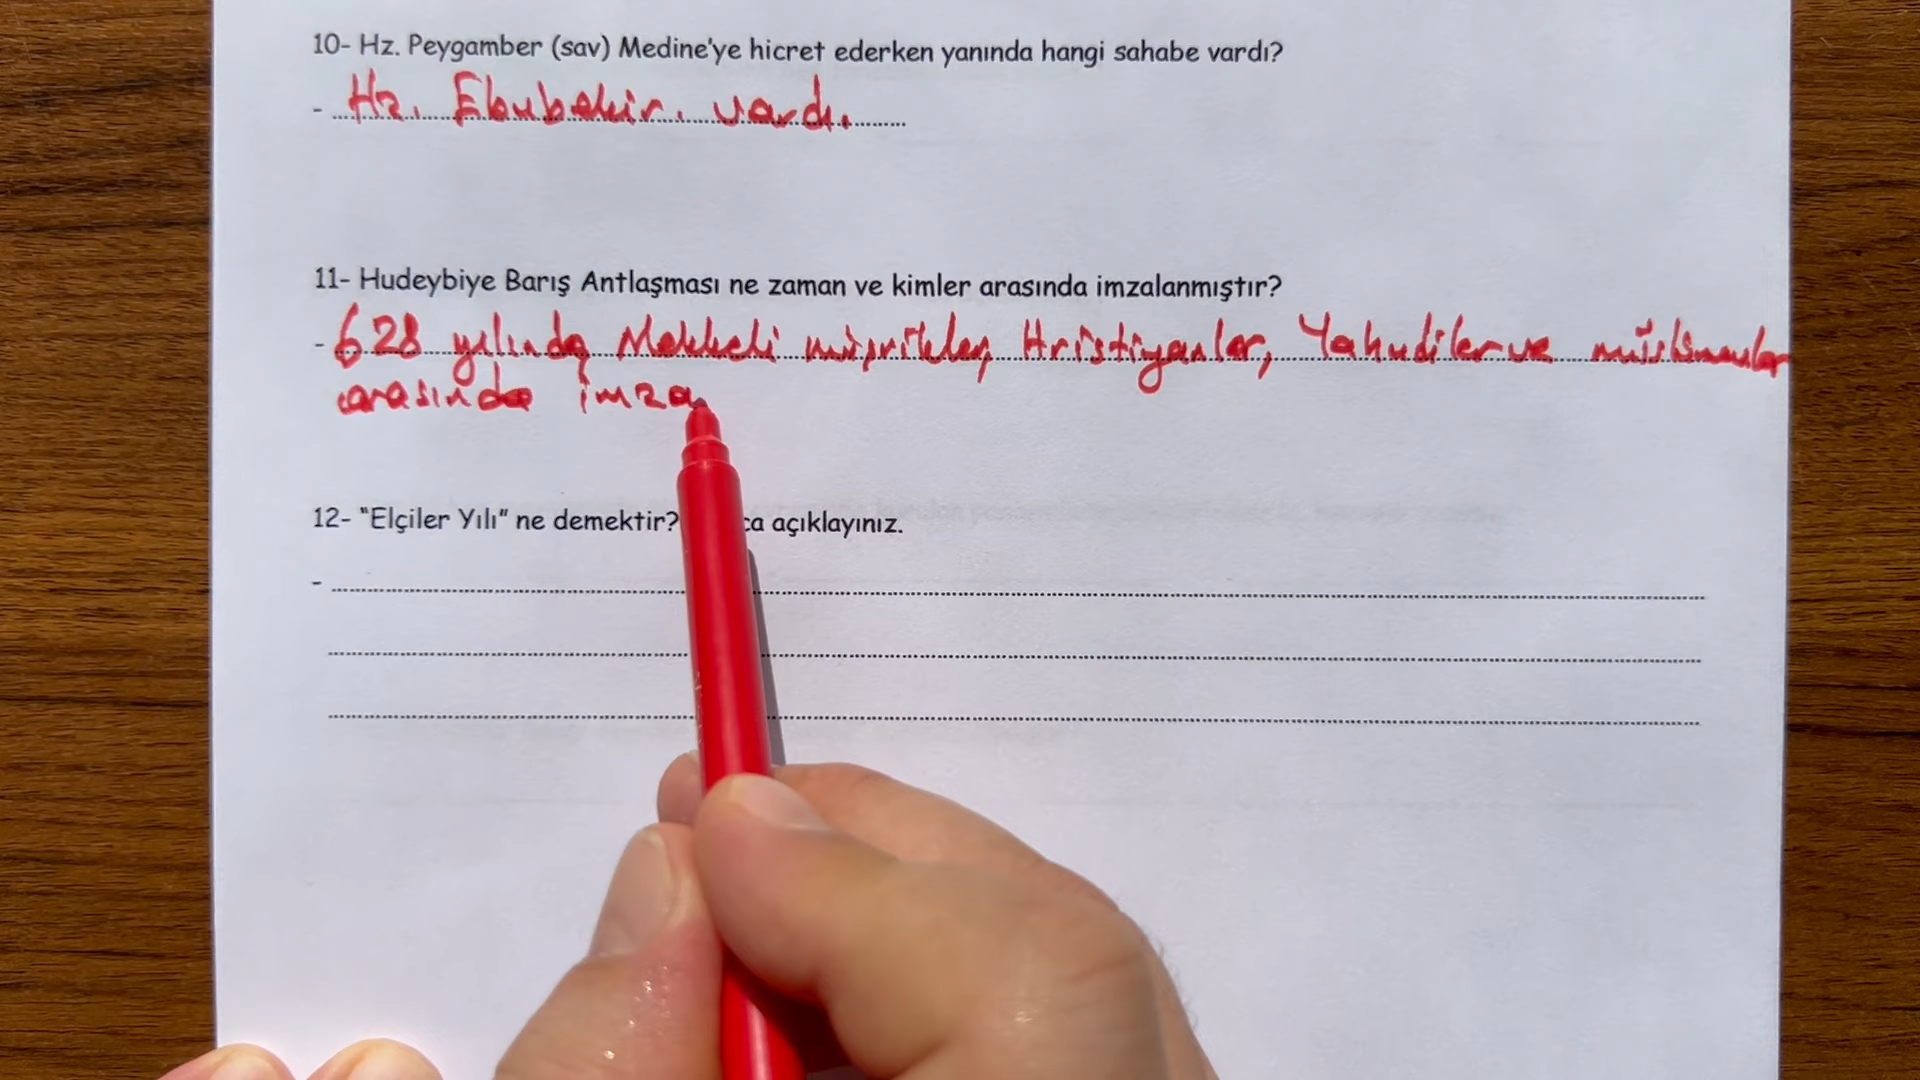 10- Hz. Peygamber (sav) Medine'ye hicret ederken yanında hangi sahabe vardı?
- Hz. Ebubekir. vardı.
11- Hudeybiye Barış Antlaşması ne zaman ve kimler arasında imzalanmıştır?
- 628 yılında Mekkeli müşrikler, Hristiyanlar, Yahudiler ve müslümanlar
arasında imza
12- "Elçiler Yılı" ne demektir? ca açıklayınız.
-